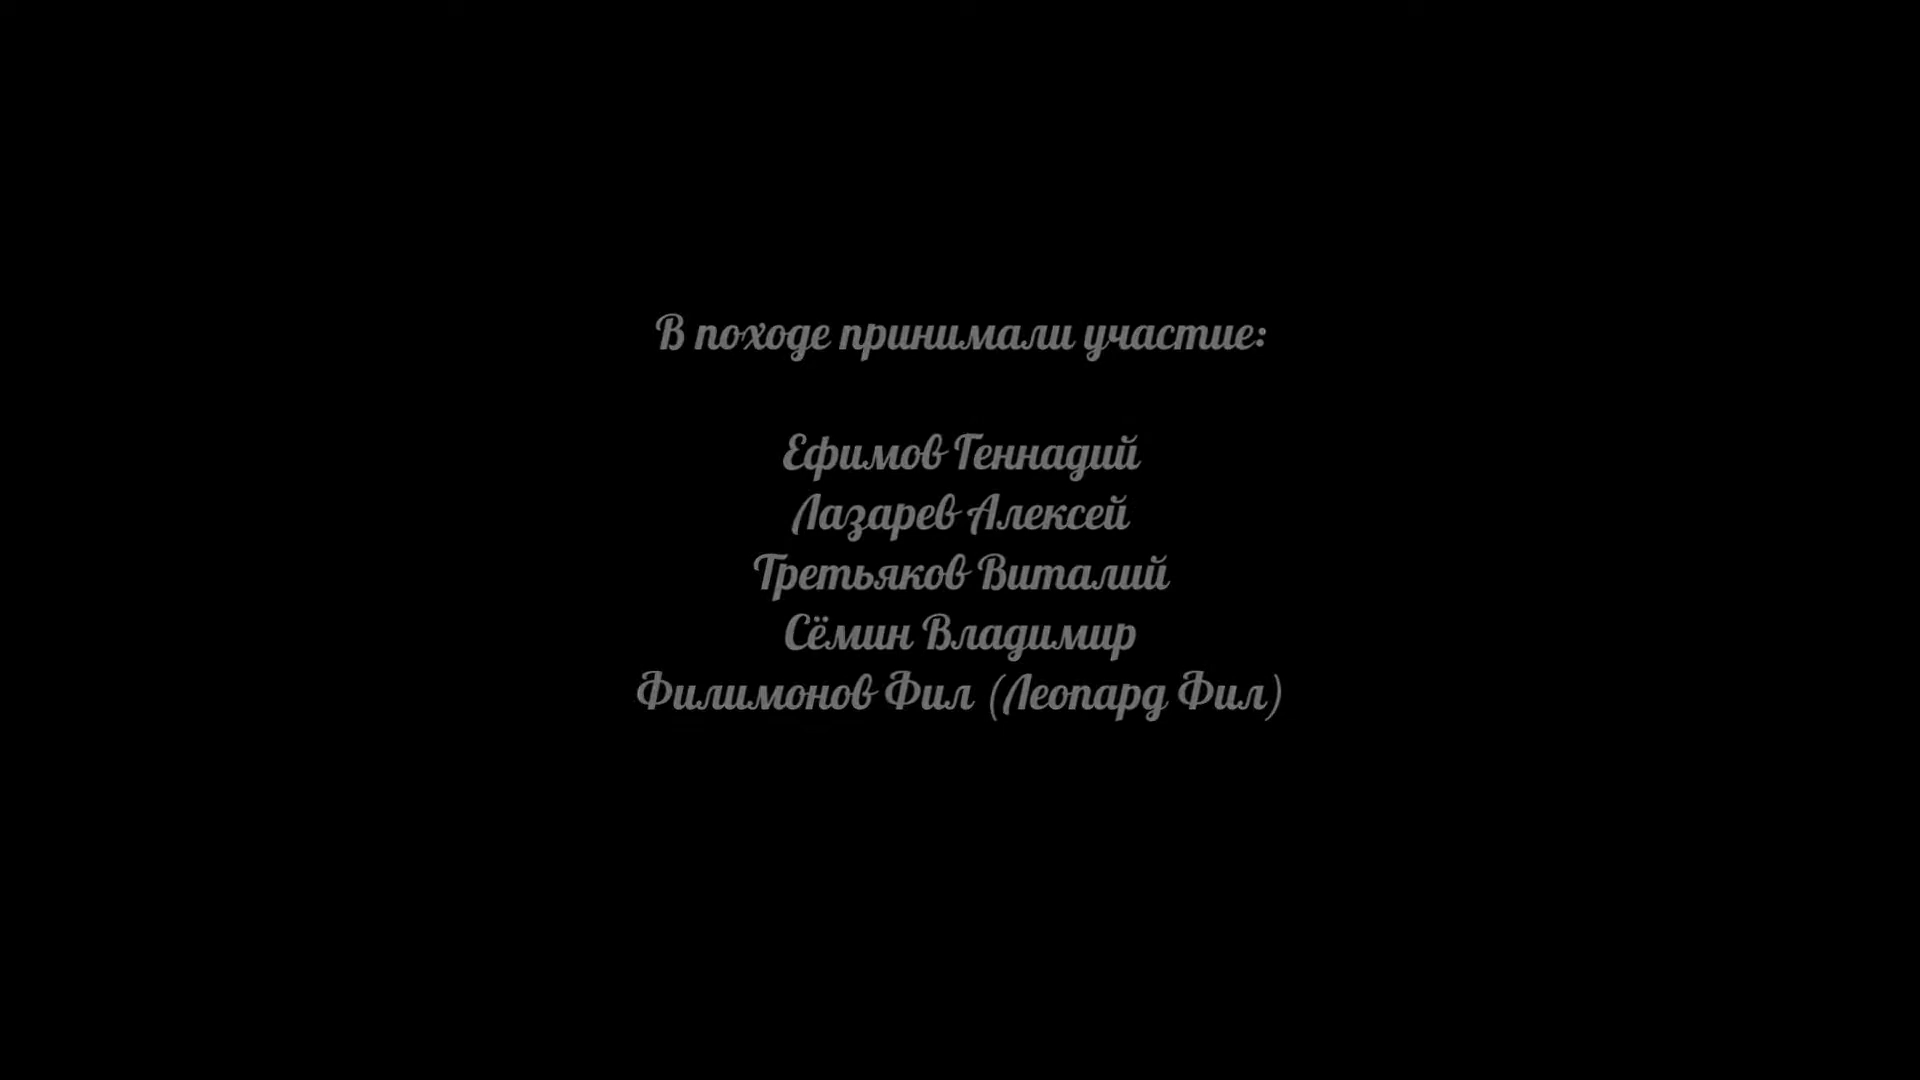 В походе принимали участие:
Ефимов Геннадий
Лазарев Алексей
Третьяков Виталий
Сёмин Владимир
Филимонов Фил (Леопард Фил)